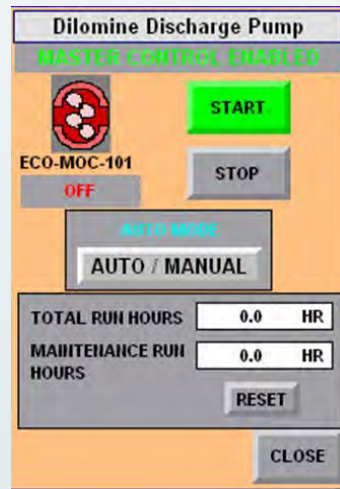 Dilomine Discharge Pump
MASTER CONTROL ENABLED
START
ECO-MOC-101
STOP
OFF
AUTO MODE
AUTO / MANUAL
TOTAL RUN HOURS 0.0 HR
MAINTENANCE RUN HOURS 0.0 HR
RESET
CLOSE